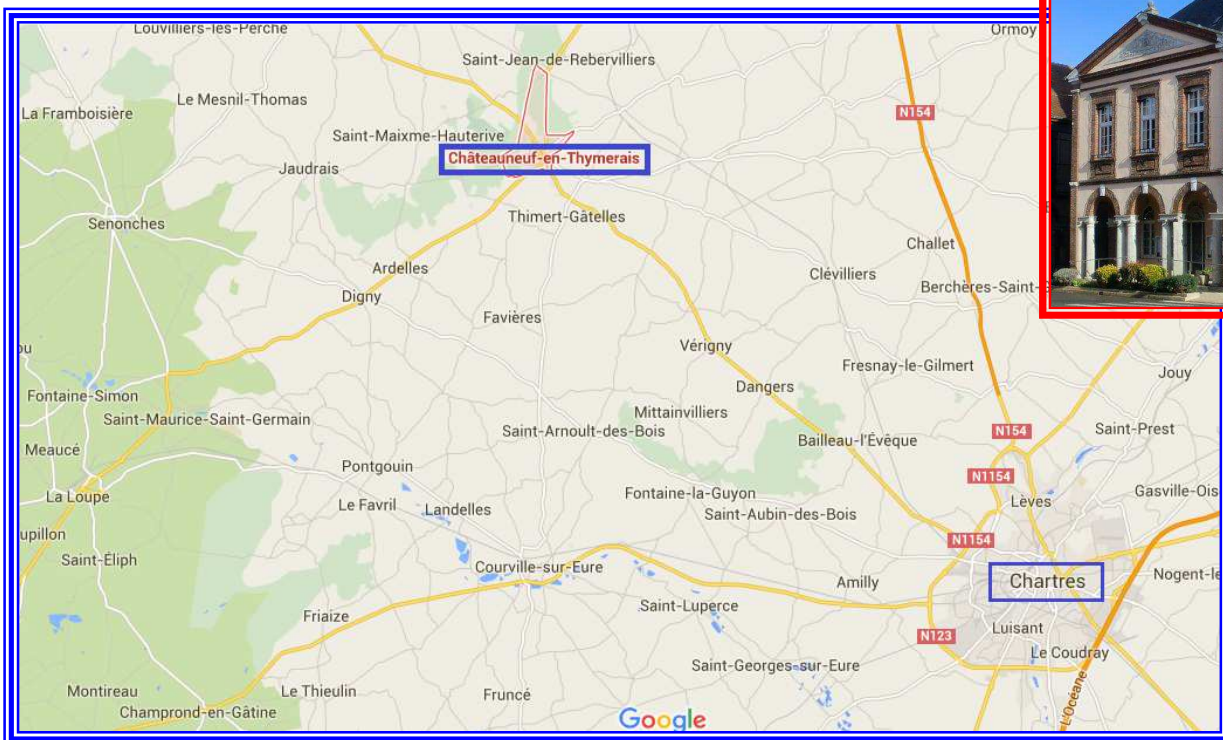 Louvilliers-lès-Perche
Ormoy
Saint-Jean-de-Rebervilliers
La Framboisière
Le Mesnil-Thomas
N154
Saint-Maixme-Hauterive
Châteauneuf-en-Thymerais
Jaudrais
Senonches
Thimert-Gâtelles
Challet
Ardelles
Clévilliers
Digny
Berchères-Saint-G
Favières
Vérigny
Fresnay-le-Gilmert
Jouy
Dangers
Fontaine-Simon
Mittainvilliers
Saint-Maurice-Saint-Germain
Saint-Arnoult-des-Bois
N154
Saint-Prest
Bailleau-l'Évêque
Meaucé
Pontgouin
N1154
La Loupe
Fontaine-la-Guyon
Gasville-Ois
Le Favril
Landelles
Lèves
Saint-Aubin-des-Bois
upillon
N1154
Saint-Éliph
Courville-sur-Eure
Amilly
Chartres
Nogent-le
Saint-Luperce
Friaize
Luisant
N123
Le Coudray
Saint-Georges-sur-Eure
Montireau
Le Thieulin
Fruncé
L'Océane
Champrond-en-Gâtine
Google